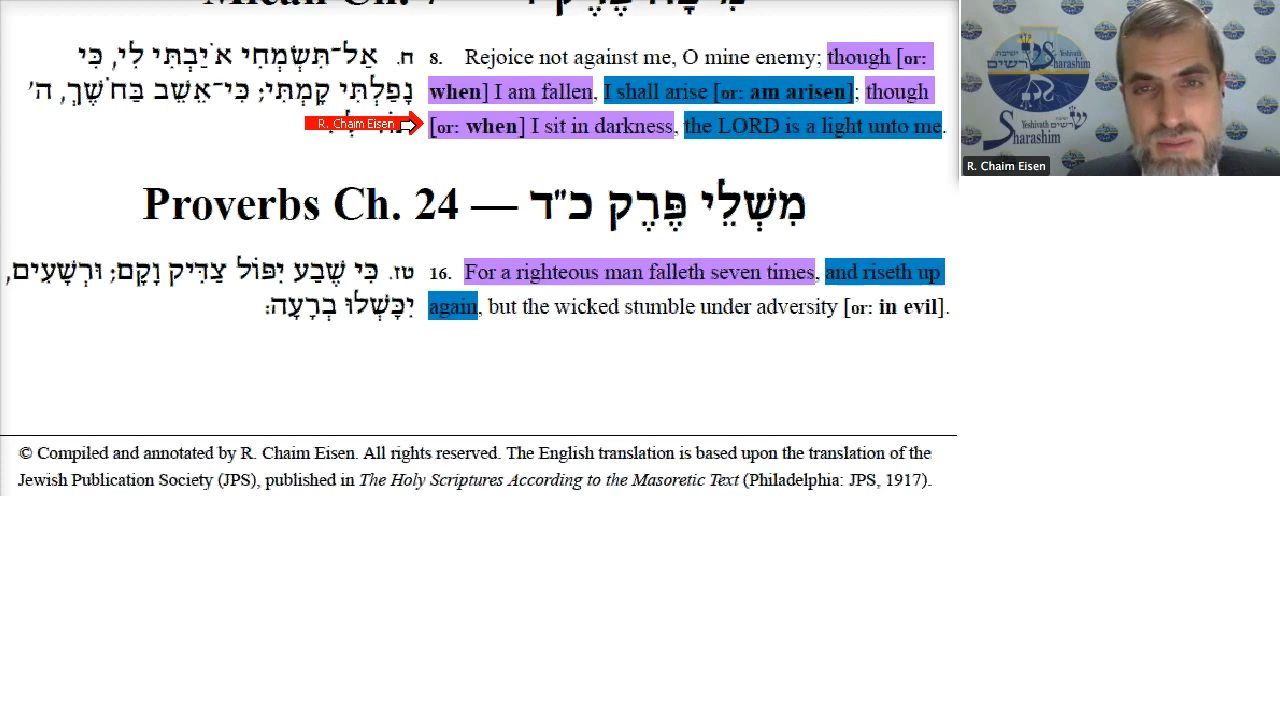 8. Rejoice not against me, O mine enemy; though [or:
when] I am fallen, I shall arise [or: am arisen]; though
[or: when] I sit in darkness, the LORD is a light unto me.
ח. אַל־תִּשְׂמְחִי אֹיַבְתִּי לִי, כִּי
נָפַלְתִּי קָמְתִּי; כִּי־אֵשֵׁב בַּחֹשֶׁךְ, ה'
R. Chaim Eisen
Proverbs Ch. 24 — מִשְׁלֵי פֶּרֶק כ"ד
16. For a righteous man falleth seven times, and riseth up
again, but the wicked stumble under adversity [or: in evil].
טז. כִּי שֶׁבַע יִפּוֹל צַדִּיק וָקָם; וּרְשָׁעִים,
יִכָּשְׁלוּ בְרָעָה:
© Compiled and annotated by R. Chaim Eisen. All rights reserved. The English translation is based upon the translation of the
Jewish Publication Society (JPS), published in The Holy Scriptures According to the Masoretic Text (Philadelphia: JPS, 1917).
Yeshivath
Sharashim
ישיבת
שרשים
Yeshivath
Sharashim
R. Chaim Eisen